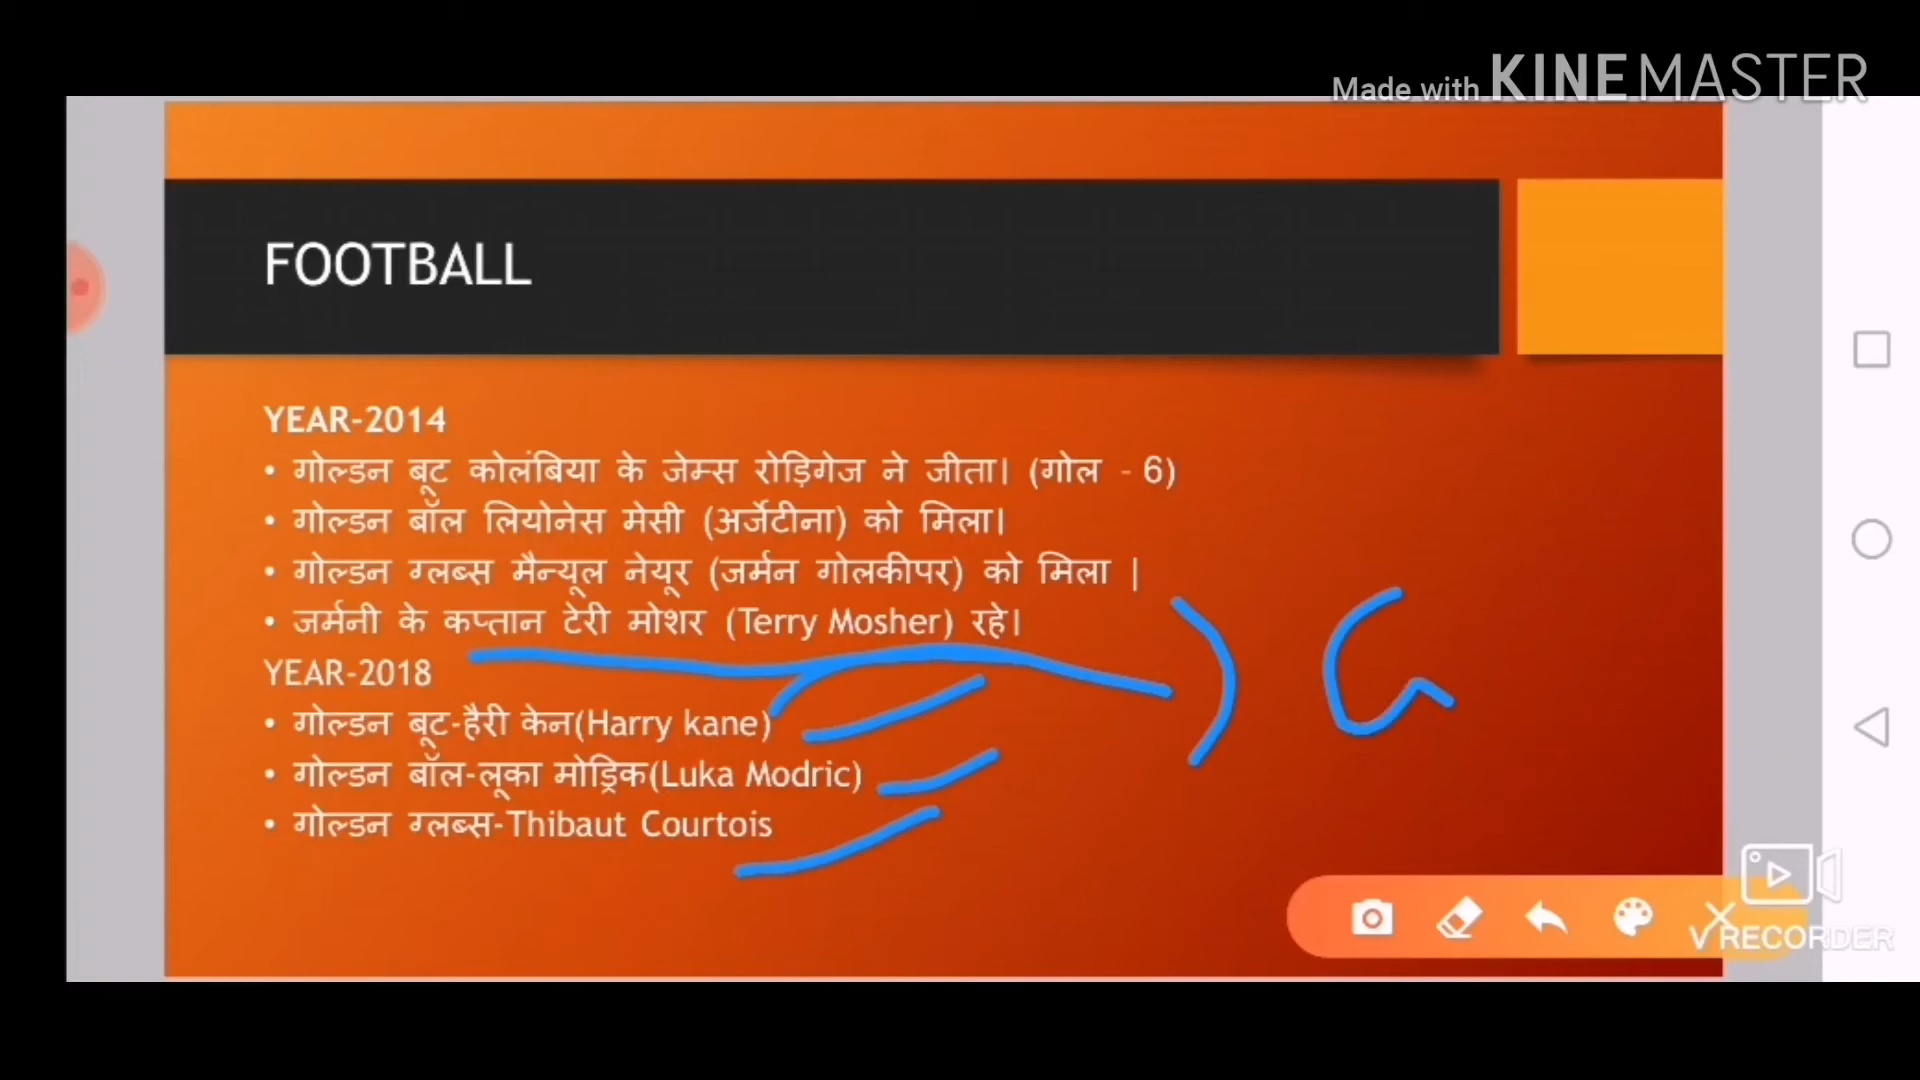 Made with KINEMASTER
FOOTBALL
YEAR-2014
• गोल्डन बूट कोलंबिया के जेम्स रोड्रिगेज ने जीता। (गोल - 6)
• गोल्डन बॉल लियोनेस मेसी (अर्जेटीना) को मिला।
• गोल्डन ग्लब्स मैन्यूल नेयूर (जर्मन गोलकीपर) को मिला |
• जर्मनी के कप्तान टेरी मोशर (Terry Mosher) रहे।
YEAR-2018
• गोल्डन बूट-हैरी केन(Harry kane)
• गोल्डन बॉल-लूका मोड्रिक(Luka Modric)
• गोल्डन ग्लब्स-Thibaut Courtois
V RECORDER